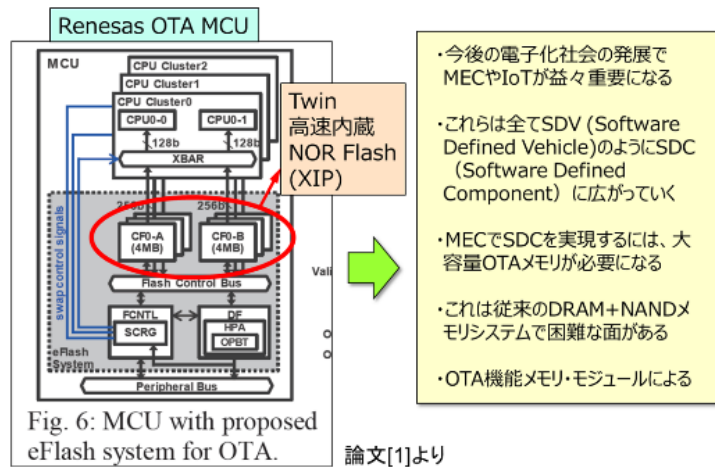 Renesas OTA MCU
MCU
CPU Cluster2
CPU Cluster1
CPU Cluster0
CPU0-0
CPU0-1
128b
128b
XBAR
256b
256b
swap control signals
CF0-A
(4MB)
CF0-B
(4MB)
Flash Control Bus
FCNTL
SCRG
DF
HPA
OPBT
eFlash
System
Peripheral Bus
Vali
Twin
高速内蔵
NOR Flash
(XIP)
Fig. 6: MCU with proposed
eFlash system for OTA.
論文[1]より
・今後の電子化社会の発展で
MECやIoTが益々重要になる
・これらは全てSDV (Software
Defined Vehicle)のようにSDC
（Software Defined
Component）に広がっていく
・MECでSDCを実現するには、大
容量OTAメモリが必要になる
・これは従来のDRAM+NANDメ
モリシステムで困難な面がある
・OTA機能メモリ・モジュールによる